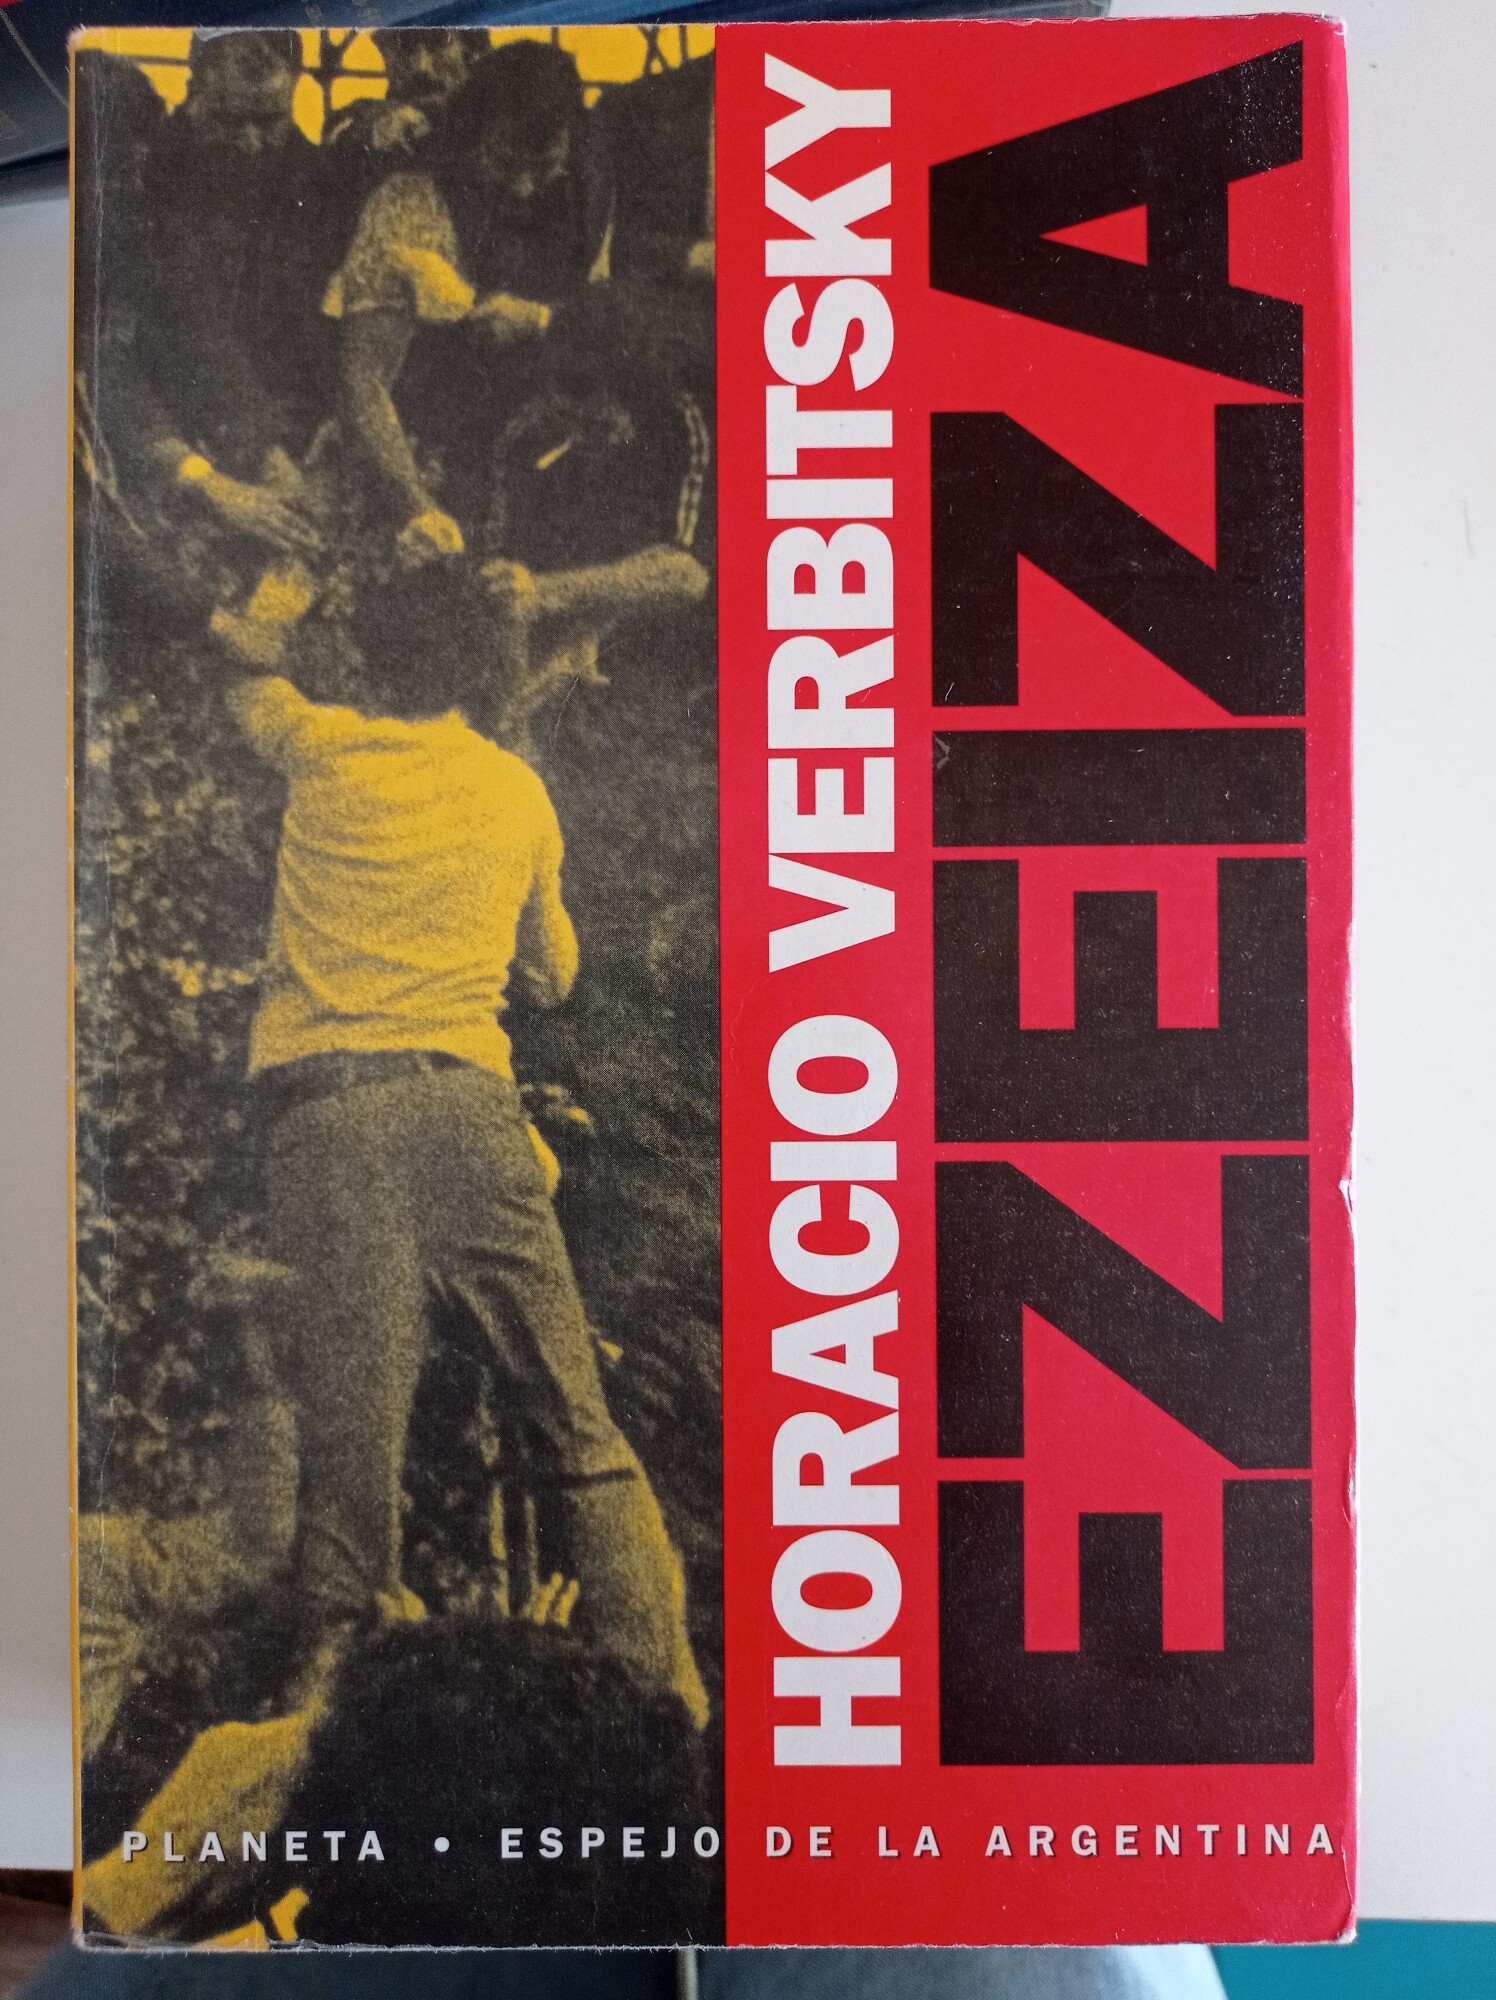 HORACIO VERBITSKY
EZEIZA
PLANETA • ESPEJO DE LA ARGENTINA